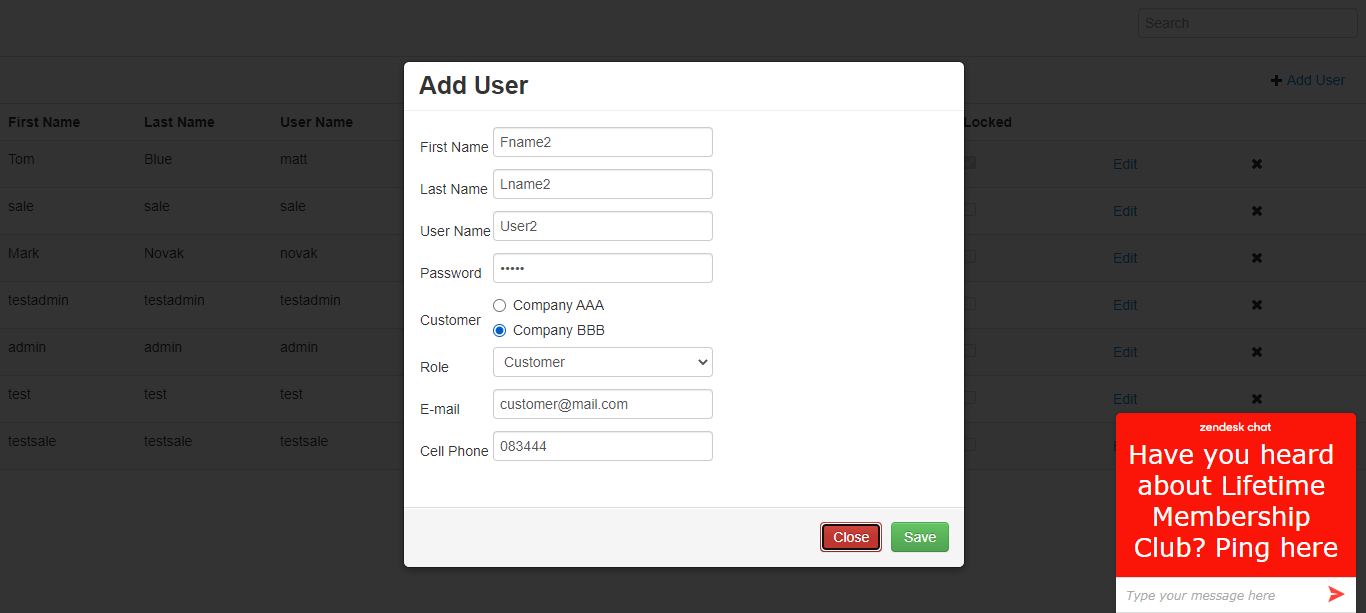 Search
Add User
Add User
First Name Last Name User Name Locked
First Name Fname2
Tom Blue matt Edit
Last Name Lname2
sale sale sale Edit
User Name User2
Mark Novak novak Edit
Password •••••
testadmin testadmin testadmin Edit
Customer Company AAA
Company BBB
admin admin admin Edit
Role Customer
test test test Edit
E-mail customer@mail.com
testsale testsale testsale
Cell Phone 083444
Close Save
zendesk chat
Have you heard
about Lifetime
Membership
Club? Ping here
Type your message here